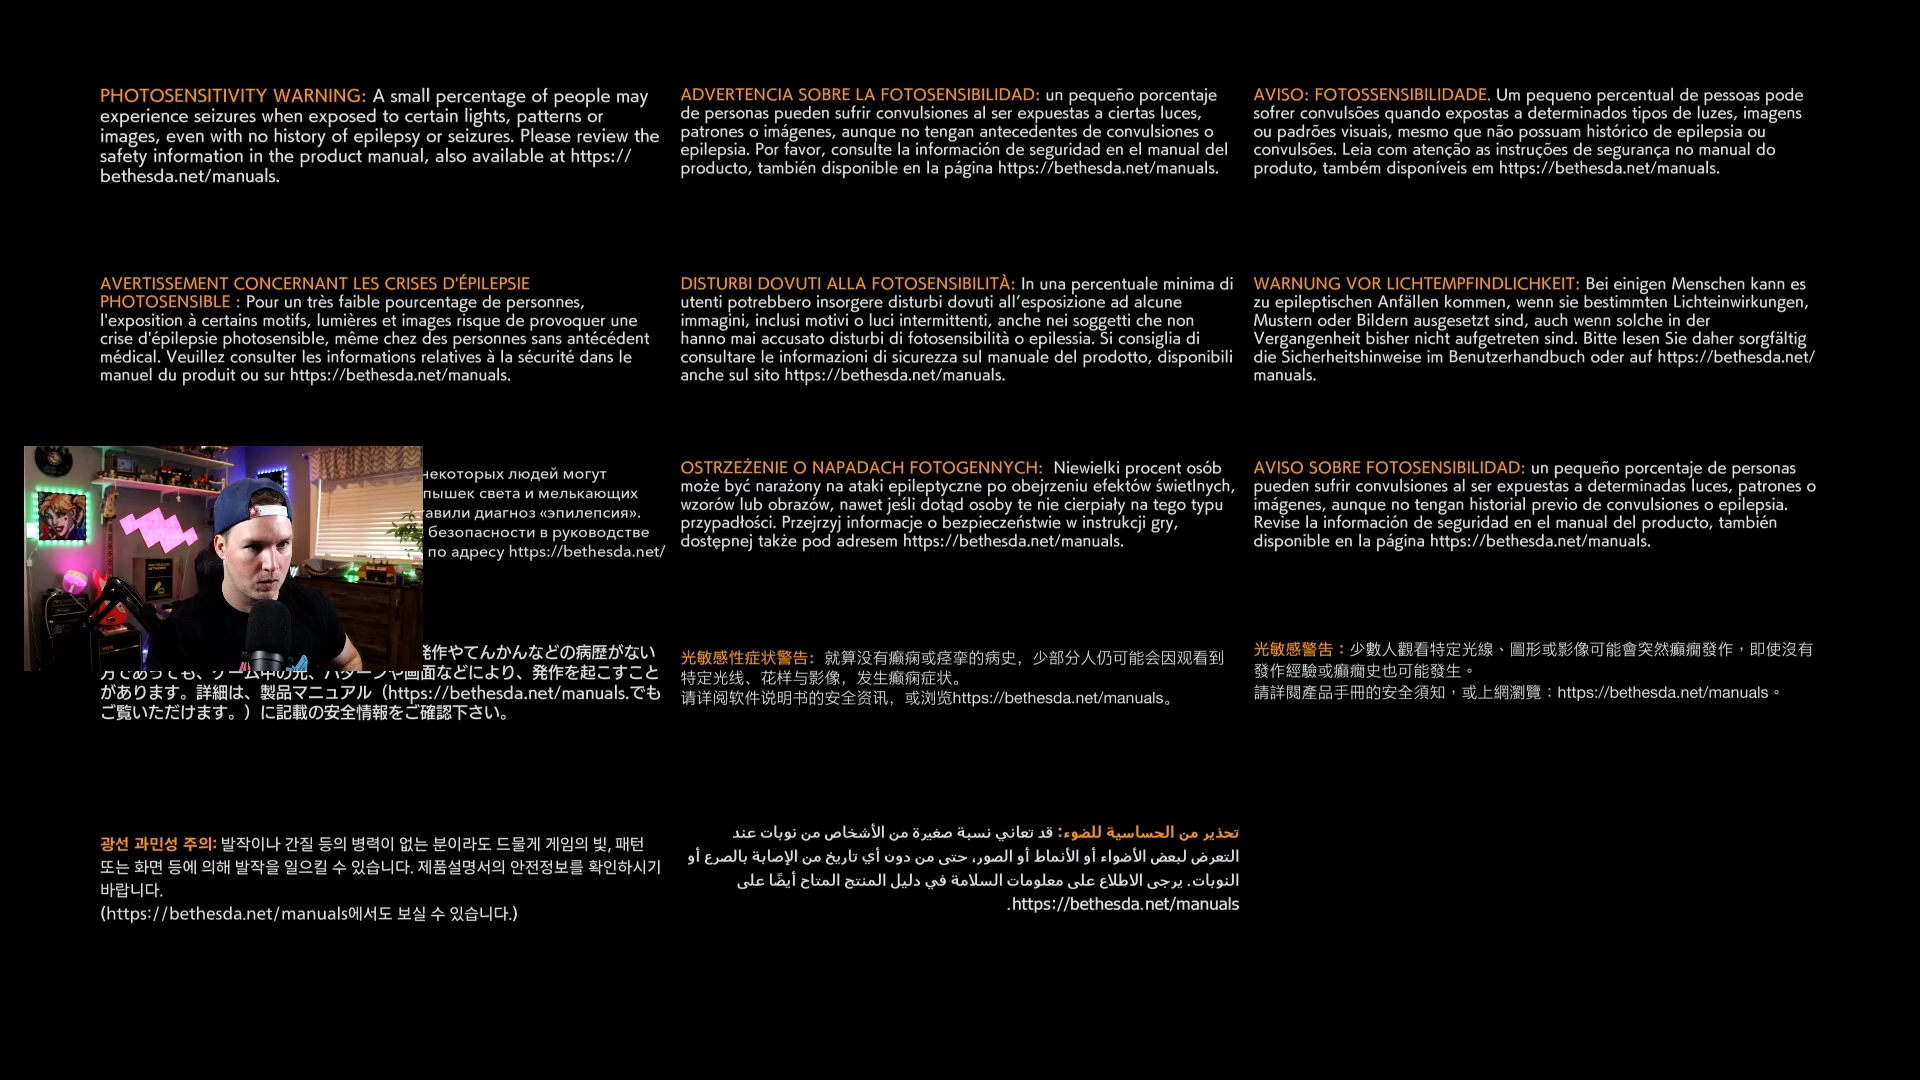 PHOTOSENSITIVITY WARNING: A small percentage of people may
experience seizures when exposed to certain lights, patterns or
images, even with no history of epilepsy or seizures. Please review the
safety information in the product manual, also available at https://
bethesda.net/manuals.
ADVERTENCIA SOBRE LA FOTOSENSIBILIDAD: un pequeño porcentaje
de personas pueden sufrir convulsiones al ser expuestas a ciertas luces,
patrones o imágenes, aunque no tengan antecedentes de convulsiones o
epilepsia. Por favor, consulte la información de seguridad en el manual del
producto, también disponible en la página https://bethesda.net/manuals.
AVISO: FOTOSSENSIBILIDADE. Um pequeno percentual de pessoas pode
sofrer convulsões quando expostas a determinados tipos de luzes, imagens
ou padrões visuais, mesmo que não possuam histórico de epilepsia ou
convulsões. Leia com atenção as instruções de segurança no manual do
produto, também disponíveis em https://bethesda.net/manuals.
AVERTISSEMENT CONCERNANT LES CRISES D'ÉPILEPSIE
PHOTOSENSIBLE : Pour un très faible pourcentage de personnes,
l'exposition à certains motifs, lumières et images risque de provoquer une
crise d'épilepsie photosensible, même chez des personnes sans antécédent
médical. Veuillez consulter les informations relatives à la sécurité dans le
manuel du produit ou sur https://bethesda.net/manuals.
DISTURBI DOVUTI ALLA FOTOSENSIBILITÀ: In una percentuale minima di
utenti potrebbero insorgere disturbi dovuti all’esposizione ad alcune
immagini, inclusi motivi o luci intermittenti, anche nei soggetti che non
hanno mai accusato disturbi di fotosensibilità o epilessia. Si consiglia di
consultare le informazioni di sicurezza sul manuale del prodotto, disponibili
anche sul sito https://bethesda.net/manuals.
WARNUNG VOR LICHTEMPFINDLICHKEIT: Bei einigen Menschen kann es
zu epileptischen Anfällen kommen, wenn sie bestimmten Lichteinwirkungen,
Mustern oder Bildern ausgesetzt sind, auch wenn solche in der
Vergangenheit bisher nicht aufgetreten sind. Bitte lesen Sie daher sorgfältig
die Sicherheitshinweise im Benutzerhandbuch oder auf https://bethesda.net/
manuals.
некоторых людей могут
света и мелькающих
диагноз «эпилепсия».
безопасности в руководстве
по адресу https://bethesda.net/
OSTRZEŻENIE O NAPADACH FOTOGENNYCH: Niewielki procent osób
może być narażony na ataki epileptyczne po obejrzeniu efektów świetlnych,
wzorów lub obrazów, nawet jeśli dotąd osoby te nie cierpiały na tego typu
przypadłości. Przejrzyj informacje o bezpieczeństwie w instrukcji gry,
dostępnej także pod adresem https://bethesda.net/manuals.
AVISO SOBRE FOTOSENSIBILIDAD: un pequeño porcentaje de personas
pueden sufrir convulsiones al ser expuestas a determinadas luces, patrones o
imágenes, aunque no tengan historial previo de convulsiones o epilepsia.
Revise la información de seguridad en el manual del producto, también
disponible en la página https://bethesda.net/manuals.
発作やてんかんなどの病歴がない
画面などにより、発作を起こすこと
があります。詳細は、製品マニュアル（https://bethesda.net/manuals.でも
ご覧いただけます。）に記載の安全情報をご確認下さい。
光敏感性症状警告：就算没有癫痫或痉挛的病史，少部分人仍可能会因观看到
特定光线、花样与影像，发生癫痫症状。
请详阅软件说明书的安全资讯，或浏览https://bethesda.net/manuals。
光敏感警告：少數人觀看特定光線、圖形或影像可能會突然癲癇發作，即使沒有
發作經驗或癲癇史也可能發生。
請詳閱產品手冊的安全須知，或上網瀏覽：https://bethesda.net/manuals。
광선 과민성 주의: 발작이나 간질 등의 병력이 없는 분이라도 드물게 게임의 빛, 패턴
또는 화면 등에 의해 발작을 일으킬 수 있습니다. 제품설명서의 안전정보를 확인하시기
바랍니다.
(https://bethesda.net/manuals에서도 보실 수 있습니다.)
تحذير من الحساسية للضوء: قد تعاني نسبة صغيرة من الأشخاص من نوبات عند
التعرض لبعض الأضواء أو الأنماط أو الصور، حتى من دون أي تاريخ من الإصابة بالصرع أو
النوبات. يرجى الاطلاع على معلومات السلامة في دليل المنتج المتاح أيضًا على
https://bethesda.net/manuals.